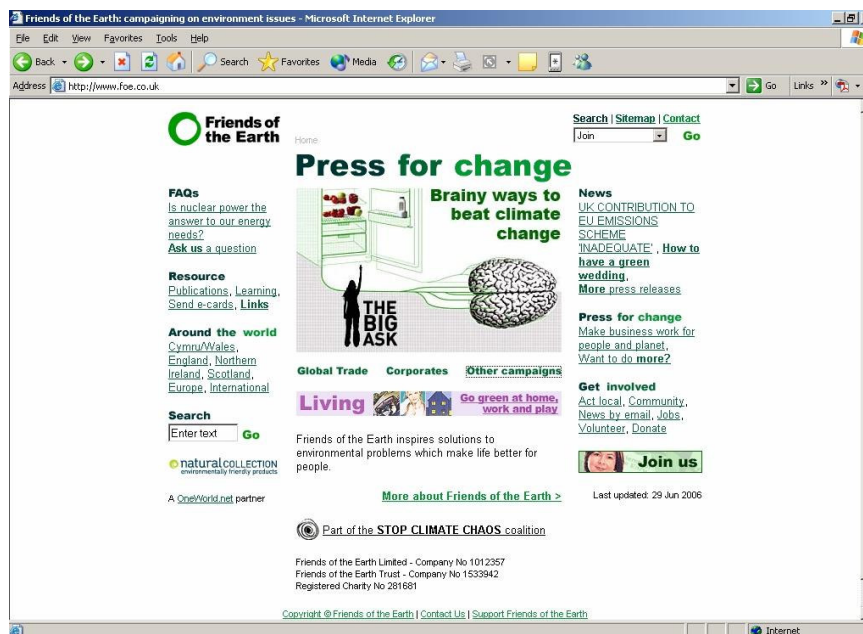 Friends of the Earth: campaigning on environment issues - Microsoft Internet Explorer
File Edit View Favorites Tools Help
Back Search Favorites Media
Address http://www.foe.co.uk Go Links »
Friends of
the Earth
Home
Search | Sitemap | Contact
Join Go
Press for change
FAQs
Is nuclear power the
answer to our energy
needs?
Ask us a question
Resource
Publications, Learning,
Send e-cards, Links
Around the world
Cymru/Wales,
England, Northern
Ireland, Scotland,
Europe, International
Search
Enter text Go
natural COLLECTION
environmentally friendly products
A OneWorld.net partner
Brainy ways to
beat climate
change
THE
BIG
ASK
Global Trade Corporates Other campaigns
Living Go green at home,
work and play
Friends of the Earth inspires solutions to
environmental problems which make life better for
people.
More about Friends of the Earth >
Part of the STOP CLIMATE CHAOS coalition
Friends of the Earth Limited - Company No 1012357
Friends of the Earth Trust - Company No 1533942
Registered Charity No 281681
News
UK CONTRIBUTION TO
EU EMISSIONS
SCHEME
'INADEQUATE' , How to
have a green
wedding,
More press releases
Press for change
Make business work for
people and planet,
Want to do more?
Get involved
Act local, Community,
News by email, Jobs,
Volunteer, Donate
Join us
Last updated: 29 Jun 2006
Copyright © Friends of the Earth | Contact Us | Support Friends of the Earth
Internet